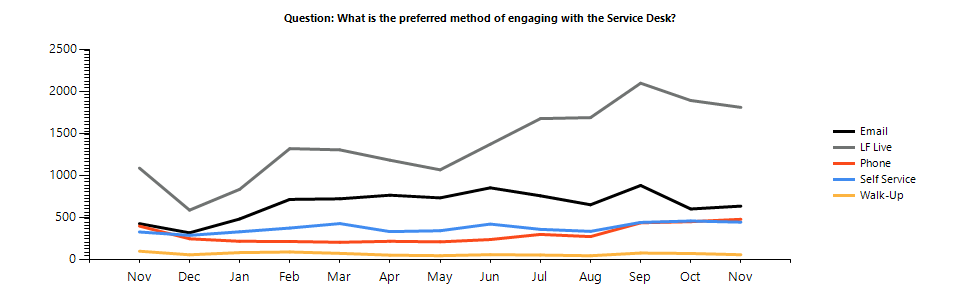 Question: What is the preferred method of engaging with the Service Desk?
2500
2000
1500
1000
500
0
Nov Dec Jan Feb Mar Apr May Jun Jul Aug Sep Oct Nov
Email
LF Live
Phone
Self Service
Walk-Up